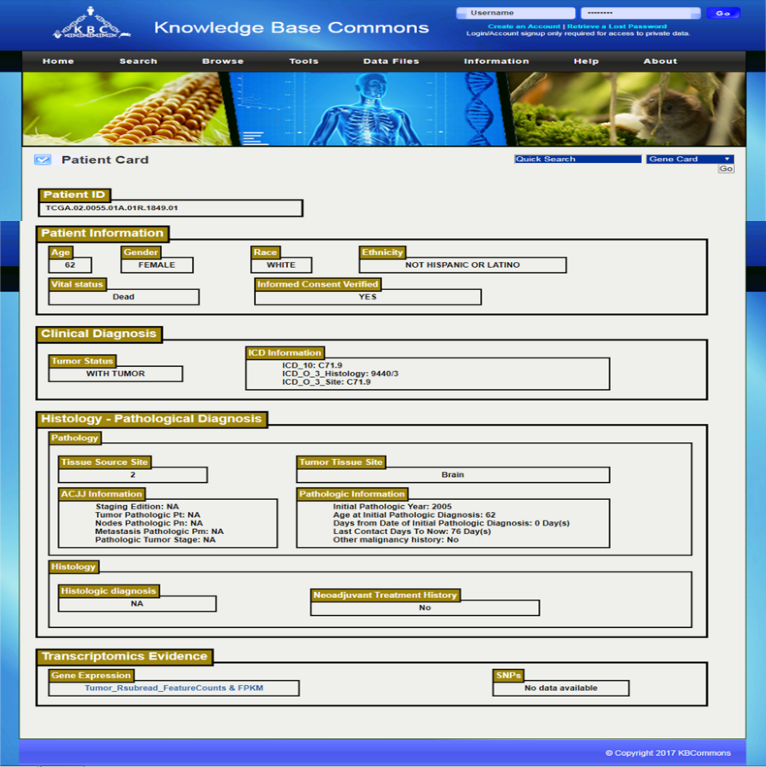 KBC
Knowledge Base Commons
Username
--------
Go
Create an Account | Retrieve a Lost Password
Login/Account signup only required for access to private data.
Home Search Browse Tools Data Files Information Help About
Patient Card
Quick Search
Gene Card
Go
Patient ID
TCGA.02.0055.01A.01R.1849.01
Patient Information
Age Gender Race Ethnicity
62 FEMALE WHITE NOT HISPANIC OR LATINO
Vital status Informed Consent Verified
Dead YES
Clinical Diagnosis
Tumor Status
WITH TUMOR
ICD Information
ICD_10: C71.9
ICD_O_3_Histology: 9440/3
ICD_O_3_Site: C71.9
Histology - Pathological Diagnosis
Pathology
Tissue Source Site Tumor Tissue Site
2 Brain
ACJJ Information
Staging Edition: NA
Tumor Pathologic Pt: NA
Nodes Pathologic Pn: NA
Metastasis Pathologic Pm: NA
Pathologic Tumor Stage: NA
Pathologic Information
Initial Pathologic Year: 2005
Age at Initial Pathologic Diagnosis: 62
Days from Date of Initial Pathologic Diagnosis: 0 Day(s)
Last Contact Days To Now: 76 Day(s)
Other malignancy history: No
Histology
Histologic diagnosis
NA
Neoadjuvant Treatment History
No
Transcriptomics Evidence
Gene Expression SNPs
Tumor_Rsubread_FeatureCounts & FPKM No data available
© Copyright 2017 KBCommons